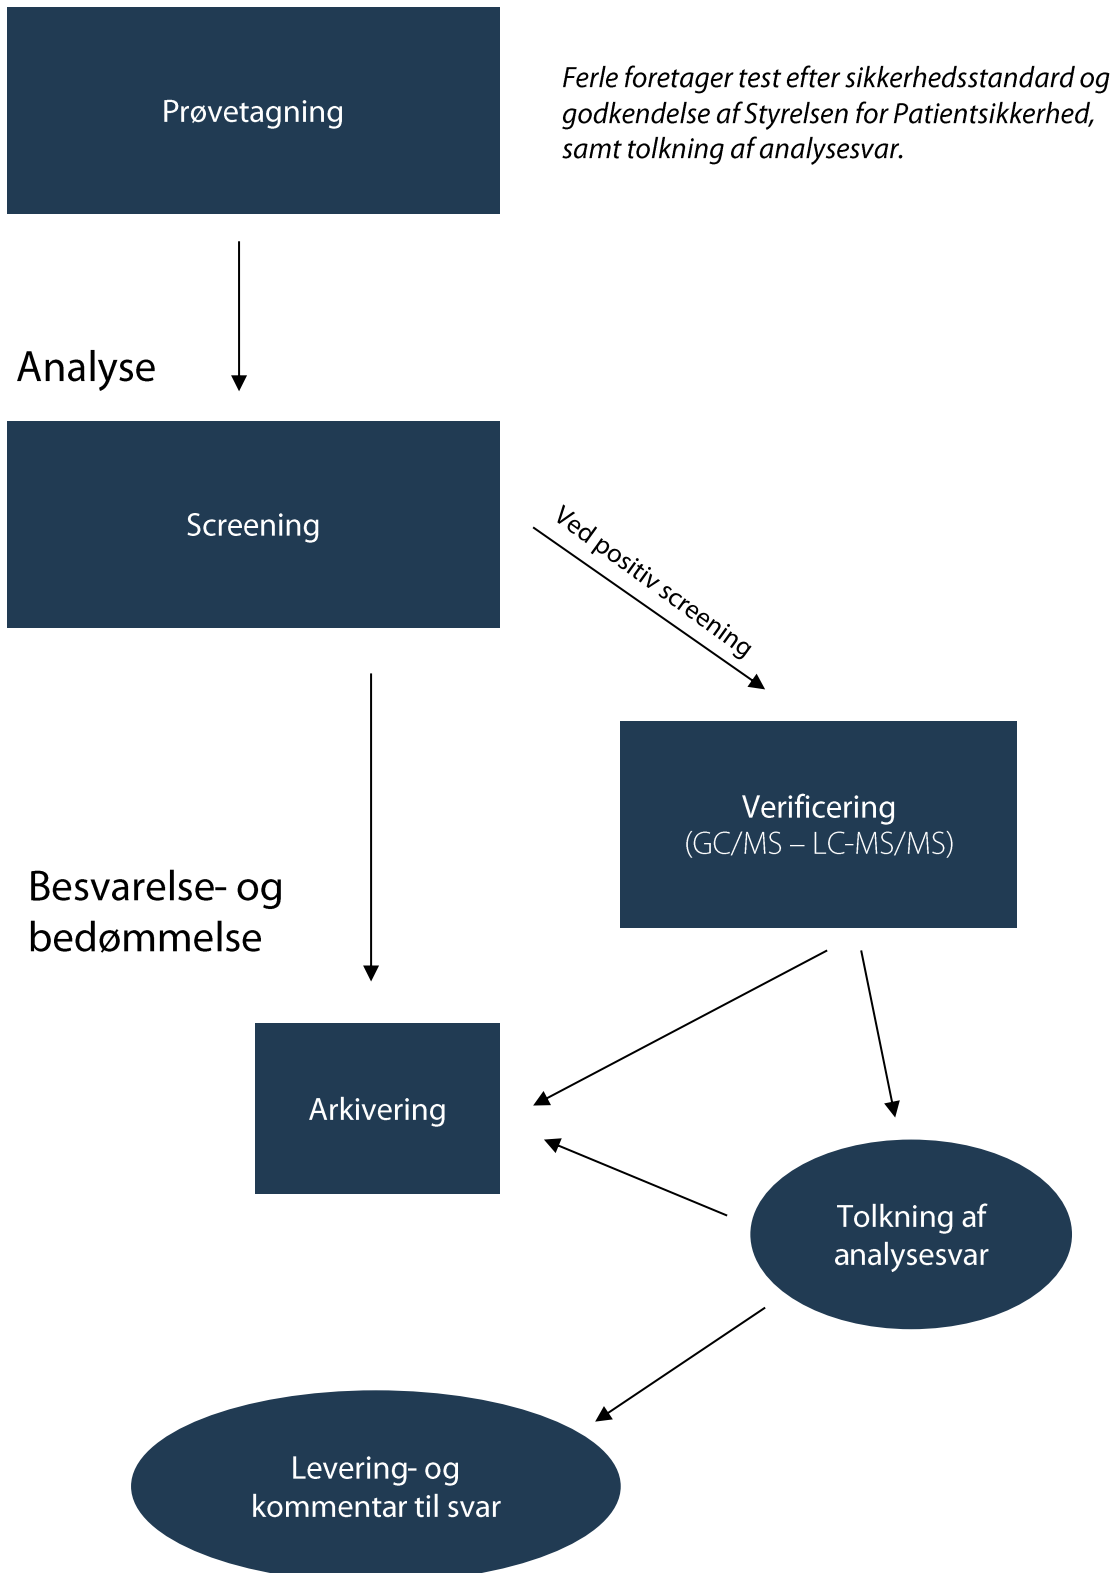 Prøvetagning
Ferle foretager test efter sikkerhedsstandard og
godkendelse af Styrelsen for Patientsikkerhed,
samt tolkning af analysesvar.
Analyse
Screening
Ved positiv screening
Verificering
(GC/MS – LC-MS/MS)
Besvarelse- og
bedømmelse
Arkivering
Tolkning af
analysesvar
Levering- og
kommentar til svar